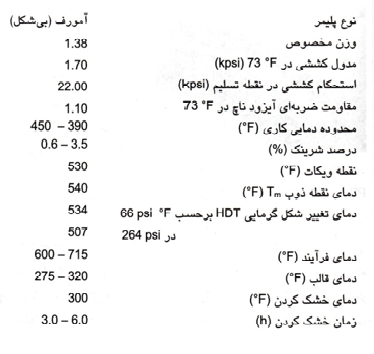 نوع پلیمر آمورف (بی‌شکل)
وزن مخصوص 1.38
مدول کششی در 73 °F (kpsi) 1.70
استحکام کششی در نقطه تسلیم (kpsi) 22.00
مقاومت ضربه‌ای آیزود ناچ در 73 °F 1.10
محدوده دمایی کاری (°F) 390 – 450
درصد شرینک (%) 0.6 – 3.5
نقطه ویکات (°F) 530
دمای نقطه ذوب Tm (°F) 540
دمای تغییر شکل گرمایی HDT برحسب °F 66 psi 534
در 264 psi 507
دمای فرآیند (°F) 600 – 715
دمای قالب (°F) 275 – 320
دمای خشک کردن (°F) 300
زمان خشک کردن (h) 3.0 – 6.0